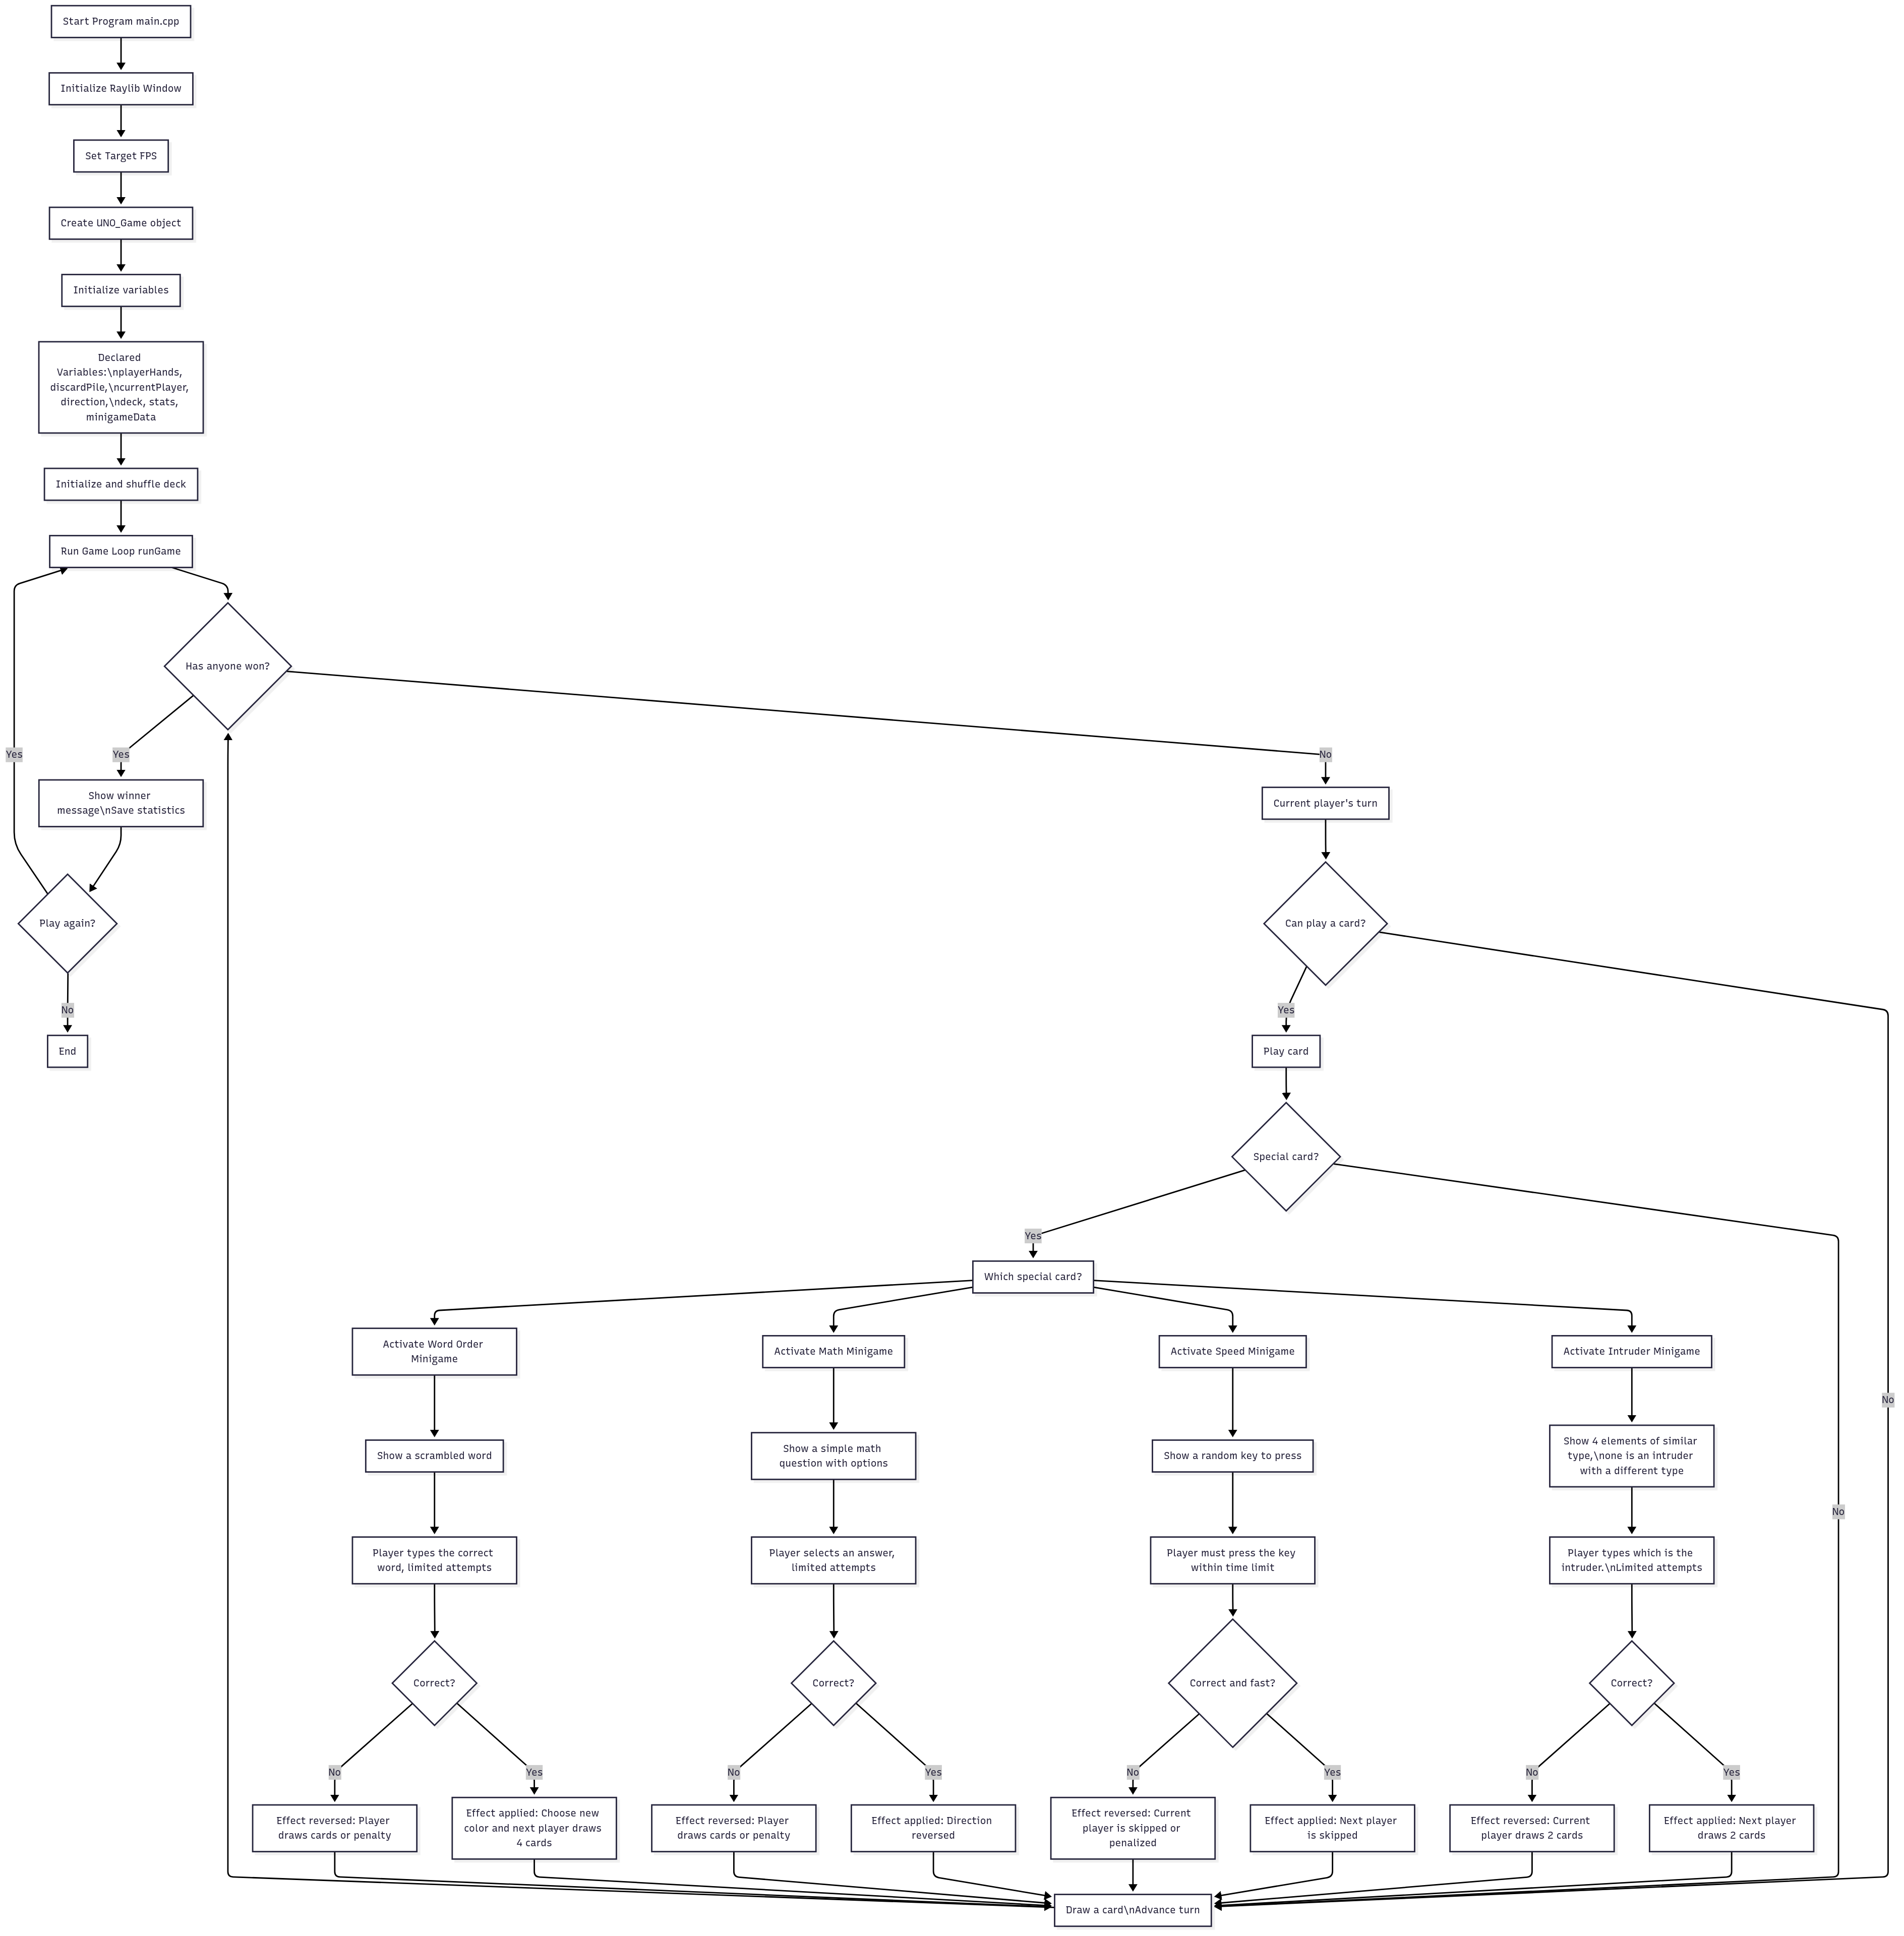 Start Program main.cpp
Initialize Raylib Window
Set Target FPS
Create UNO_Game object
Initialize variables
Declared
Variables:\nplayerHands,
discardPile,\ncurrentPlayer,
direction,\ndeck, stats,
minigameData
Initialize and shuffle deck
Run Game Loop runGame
Has anyone won?
Yes
Yes
No
Show winner
message\nSave statistics
Current player's turn
Play again?
Can play a card?
No
Yes
End
Play card
Special card?
Yes
Which special card?
Activate Word Order
Minigame
Activate Math Minigame
Activate Speed Minigame
Activate Intruder Minigame
No
Show a scrambled word
Show a simple math
question with options
Show a random key to press
Show 4 elements of similar
type,\none is an intruder
with a different type
No
Player types the correct
word, limited attempts
Player selects an answer,
limited attempts
Player must press the key
within time limit
Player types which is the
intruder.\nLimited attempts
Correct?
Correct?
Correct and fast?
Correct?
No
Yes
No
Yes
No
Yes
No
Yes
Effect reversed: Player
draws cards or penalty
Effect applied: Choose new
color and next player draws
4 cards
Effect reversed: Player
draws cards or penalty
Effect applied: Direction
reversed
Effect reversed: Current
player is skipped or
penalized
Effect applied: Next player
is skipped
Effect reversed: Current
player draws 2 cards
Effect applied: Next player
draws 2 cards
Draw a card\nAdvance turn